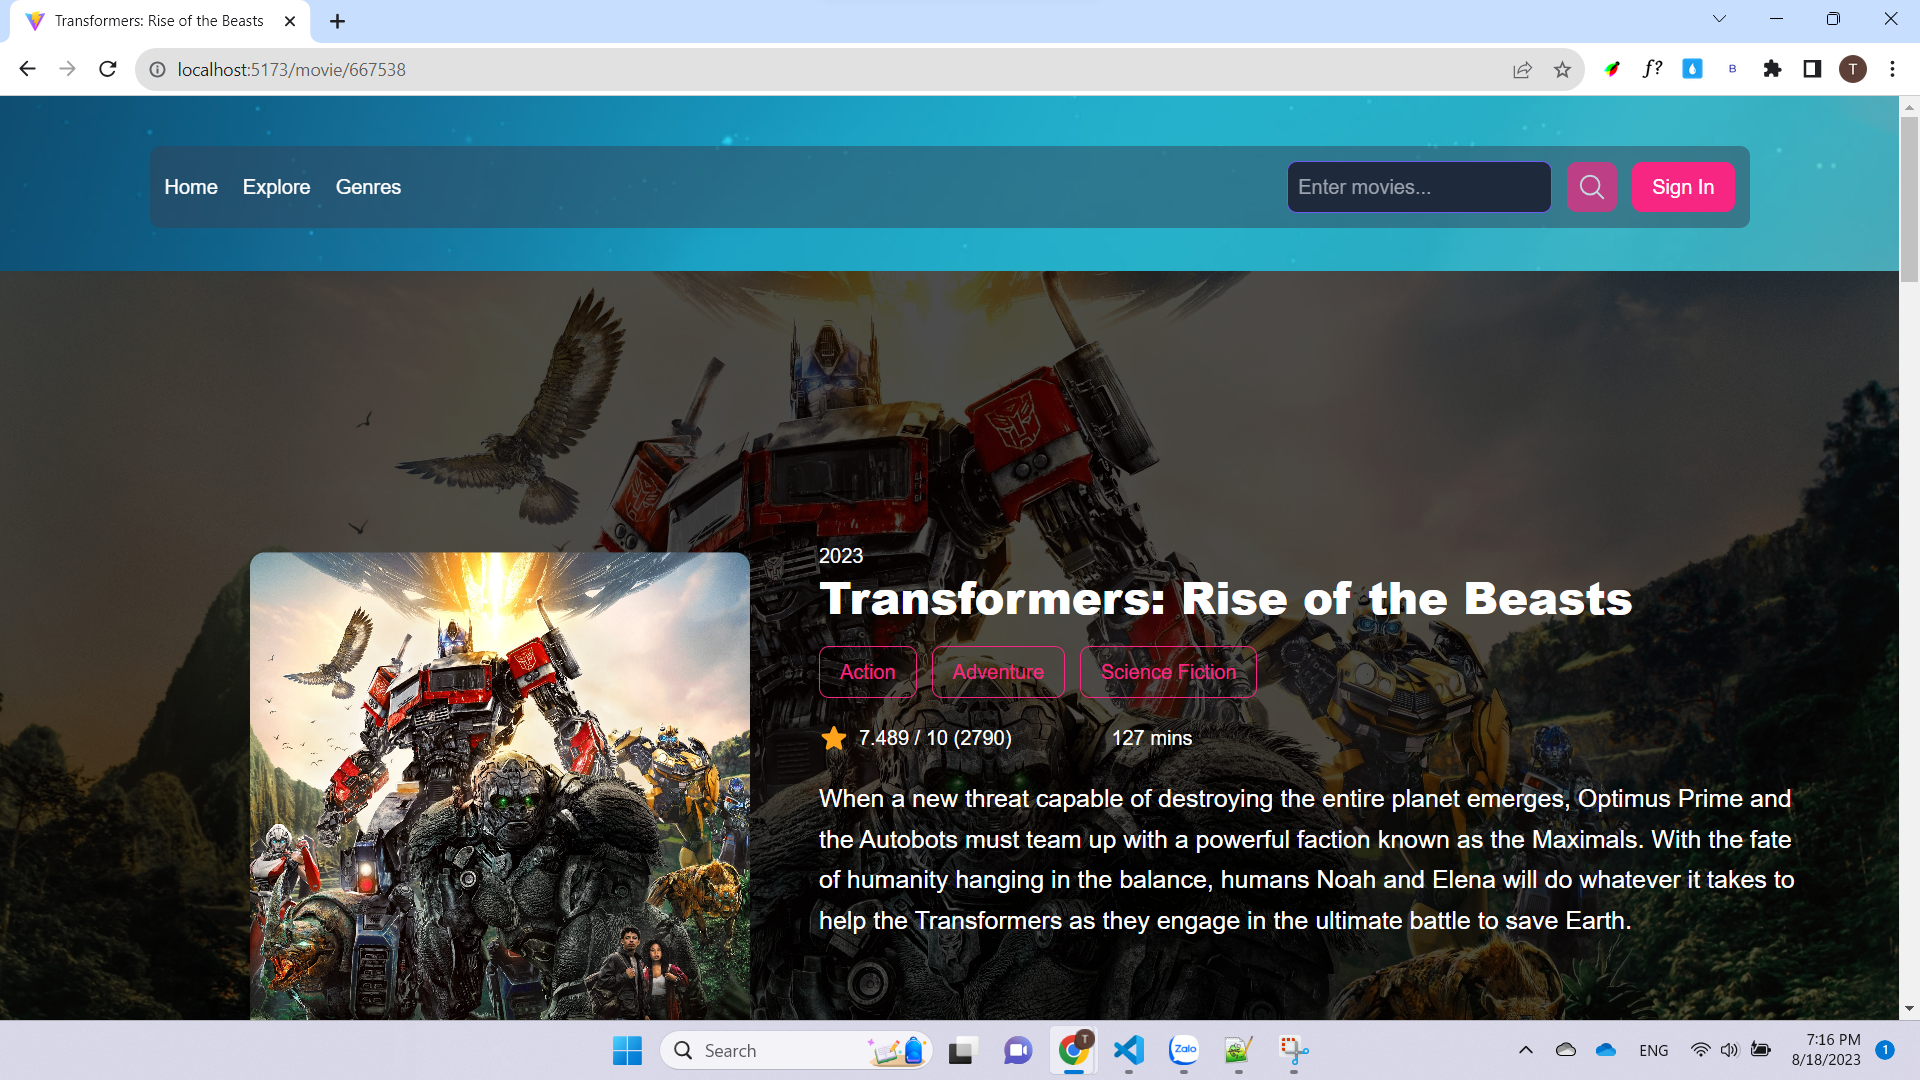 Transformers: Rise of the Beasts
localhost:5173/movie/667538
f?
B
T
Home
Explore
Genres
Enter movies...
Sign In
2023
Transformers: Rise of the Beasts
Action
Adventure
Science Fiction
7.489 / 10 (2790)
127 mins
When a new threat capable of destroying the entire planet emerges, Optimus Prime and
the Autobots must team up with a powerful faction known as the Maximals. With the fate
of humanity hanging in the balance, humans Noah and Elena will do whatever it takes to
help the Transformers as they engage in the ultimate battle to save Earth.
Search
T
Zalo
ENG
7:16 PM
8/18/2023
1